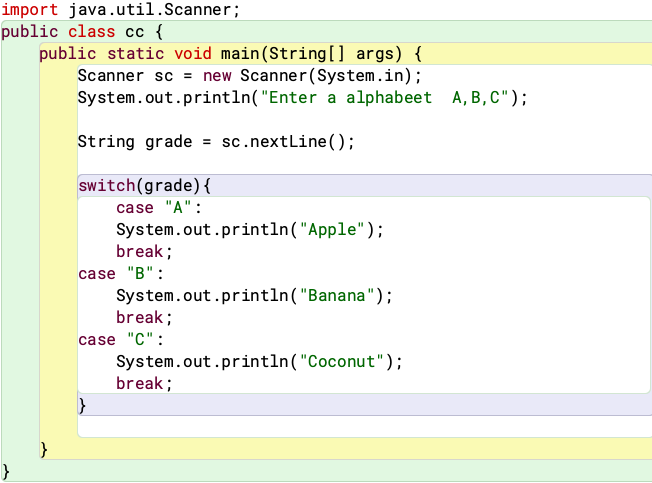 import java.util.Scanner;
public class cc {
public static void main(String[] args) {
Scanner sc = new Scanner(System.in);
System.out.println("Enter a alphabeet  A,B,C");
String grade = sc.nextLine();
switch(grade){
case "A":
System.out.println("Apple");
break;
case "B":
System.out.println("Banana");
break;
case "C":
System.out.println("Coconut");
break;
}
}
}